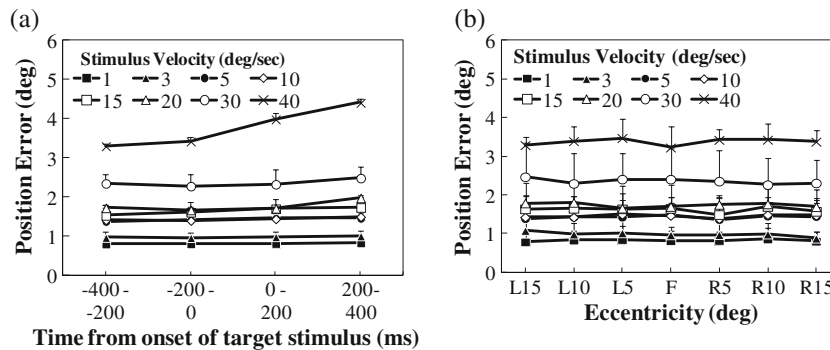 (a)
6
5
4
3
2
1
0
Position Error (deg)
Stimulus Velocity (deg/sec)
1 3 5 10
15 20 30 40
-400 - -400
-200 - 0
0 - 200
200 - 400
Time from onset of target stimulus (ms)
(b)
6
5
4
3
2
1
0
Position Error (deg)
Stimulus Velocity (deg/sec)
1 3 5 10
15 20 30 40
L15 L10 L5 F R5 R10 R15
Eccentricity (deg)